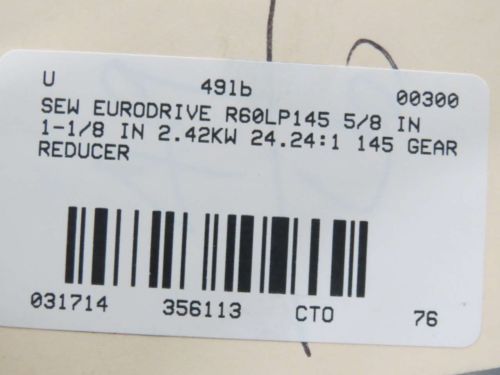 U 49lb 00300
SEW EURODRIVE R60LP145 5/8 IN
1-1/8 IN 2.42KW 24.24:1 145 GEAR
REDUCER
031714 356113 CTO 76